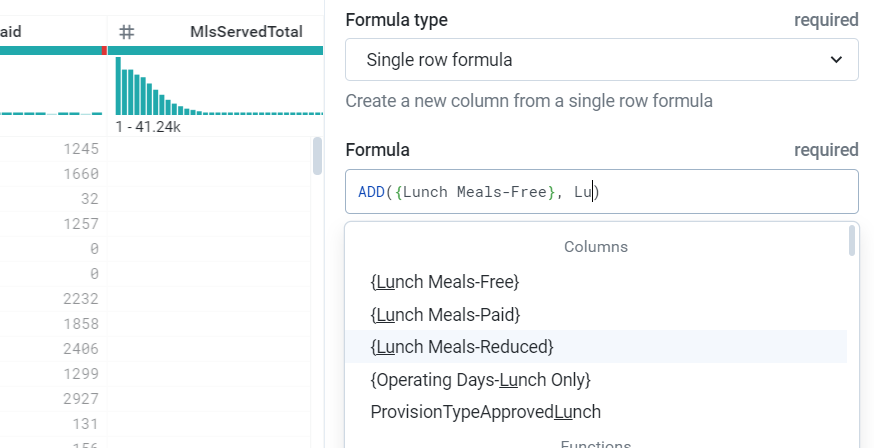 aid
# MlsServedTotal
1 - 41.24k
1245
1660
32
1257
0
0
2232
1858
2406
1299
2927
131
Formula type required
Single row formula
Create a new column from a single row formula
Formula required
ADD({Lunch Meals-Free}, Lu)
Columns
{Lunch Meals-Free}
{Lunch Meals-Paid}
{Lunch Meals-Reduced}
{Operating Days-Lunch Only}
ProvisionTypeApprovedLunch
Functions